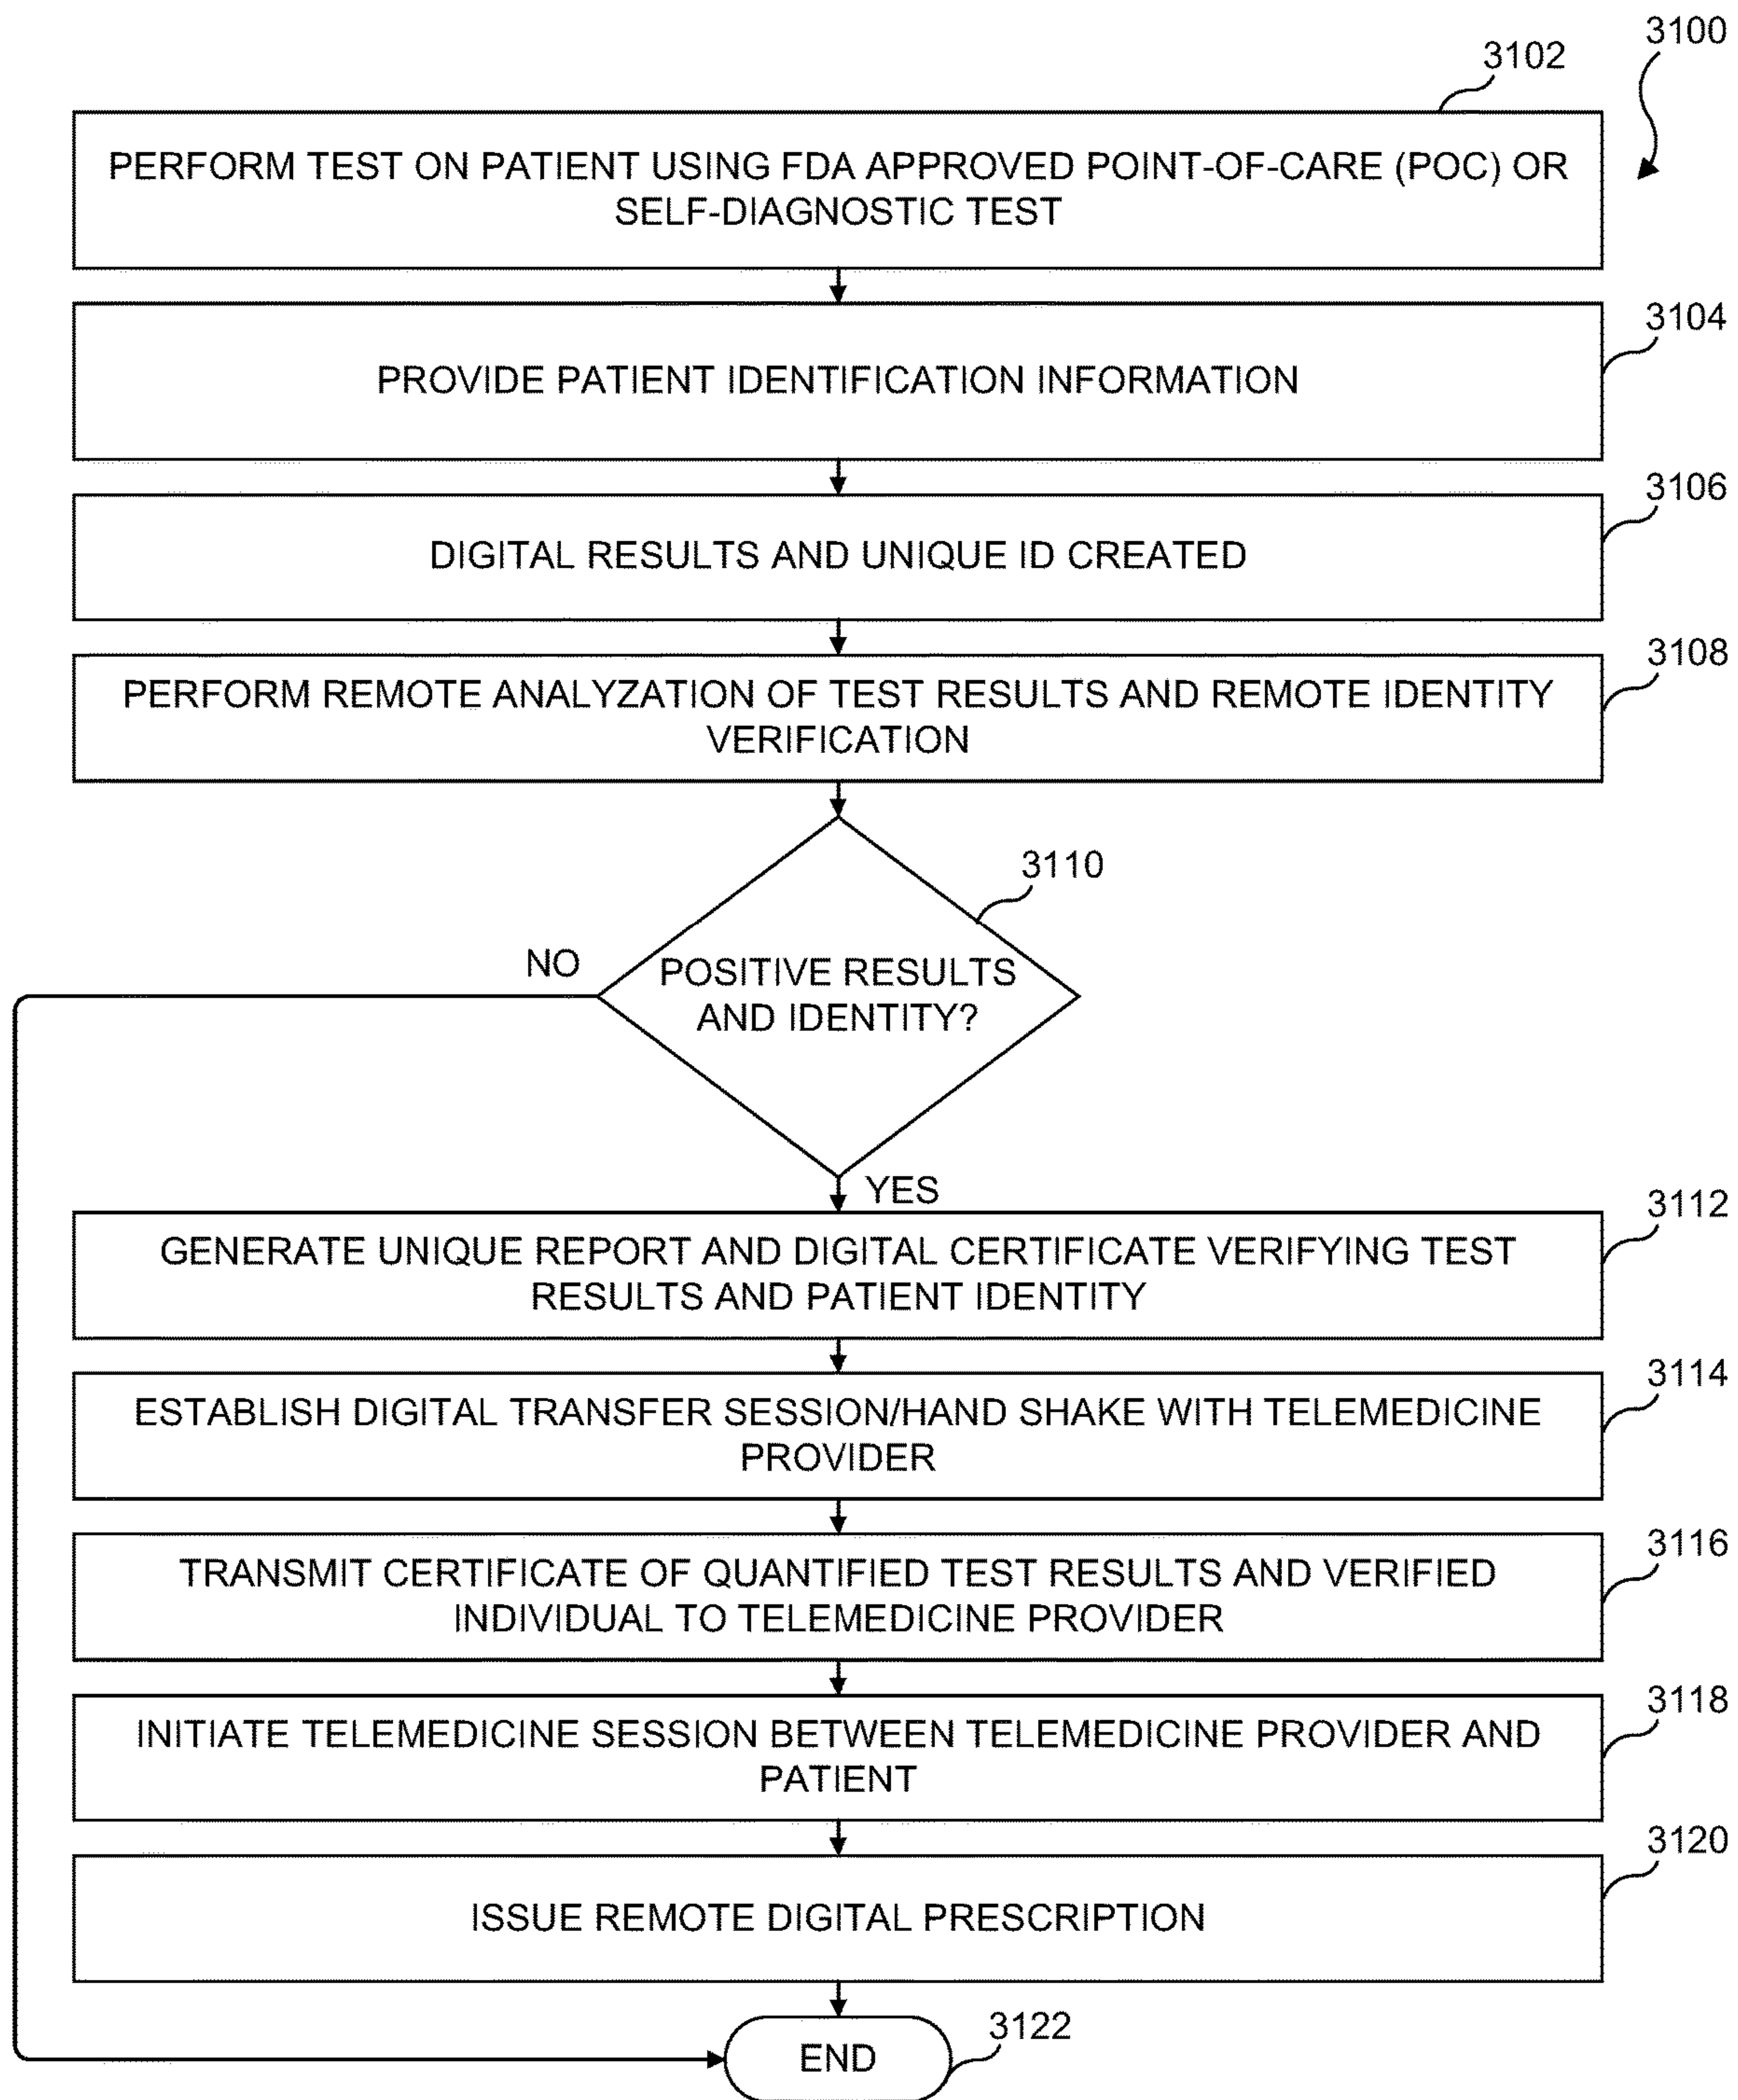 3100
3102
PERFORM TEST ON PATIENT USING FDA APPROVED POINT-OF-CARE (POC) OR
SELF-DIAGNOSTIC TEST
3104
PROVIDE PATIENT IDENTIFICATION INFORMATION
3106
DIGITAL RESULTS AND UNIQUE ID CREATED
3108
PERFORM REMOTE ANALYZATION OF TEST RESULTS AND REMOTE IDENTITY
VERIFICATION
3110
NO
POSITIVE RESULTS
AND IDENTITY?
YES
3112
GENERATE UNIQUE REPORT AND DIGITAL CERTIFICATE VERIFYING TEST
RESULTS AND PATIENT IDENTITY
3114
ESTABLISH DIGITAL TRANSFER SESSION/HAND SHAKE WITH TELEMEDICINE
PROVIDER
3116
TRANSMIT CERTIFICATE OF QUANTIFIED TEST RESULTS AND VERIFIED
INDIVIDUAL TO TELEMEDICINE PROVIDER
3118
INITIATE TELEMEDICINE SESSION BETWEEN TELEMEDICINE PROVIDER AND
PATIENT
3120
ISSUE REMOTE DIGITAL PRESCRIPTION
3122
END